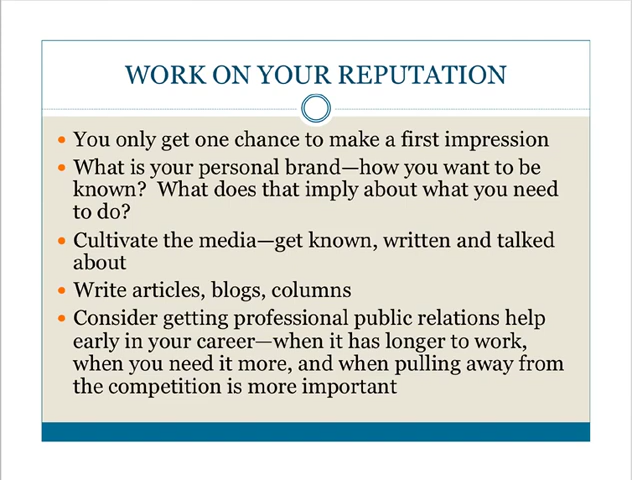 WORK ON YOUR REPUTATION
• You only get one chance to make a first impression
• What is your personal brand—how you want to be
known?  What does that imply about what you need
to do?
• Cultivate the media—get known, written and talked
about
• Write articles, blogs, columns
• Consider getting professional public relations help
early in your career—when it has longer to work,
when you need it more, and when pulling away from
the competition is more important